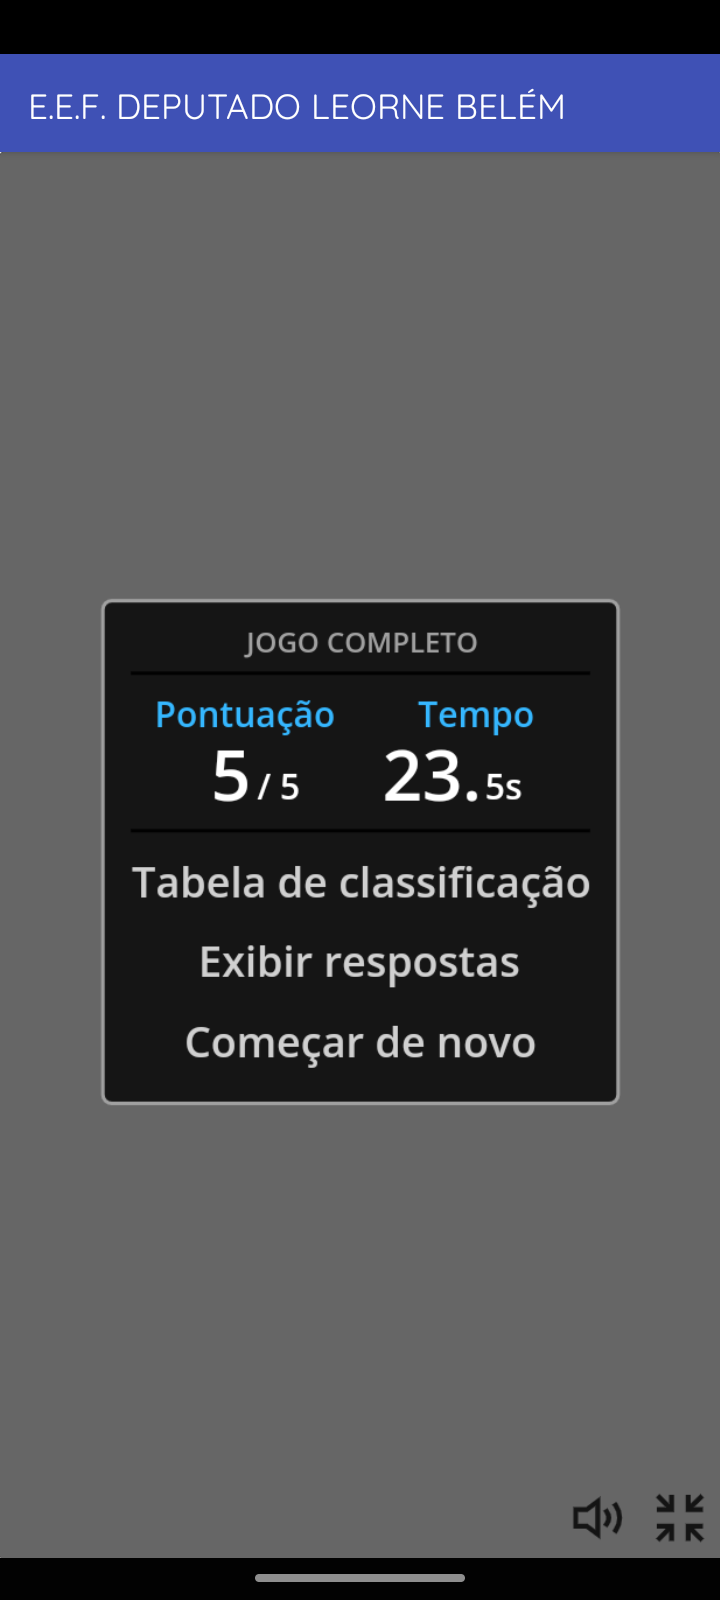 E.E.F. DEPUTADO LEORNE BELÉM
JOGO COMPLETO
Pontuação Tempo
5 / 5 23.5s
Tabela de classificação
Exibir respostas
Começar de novo